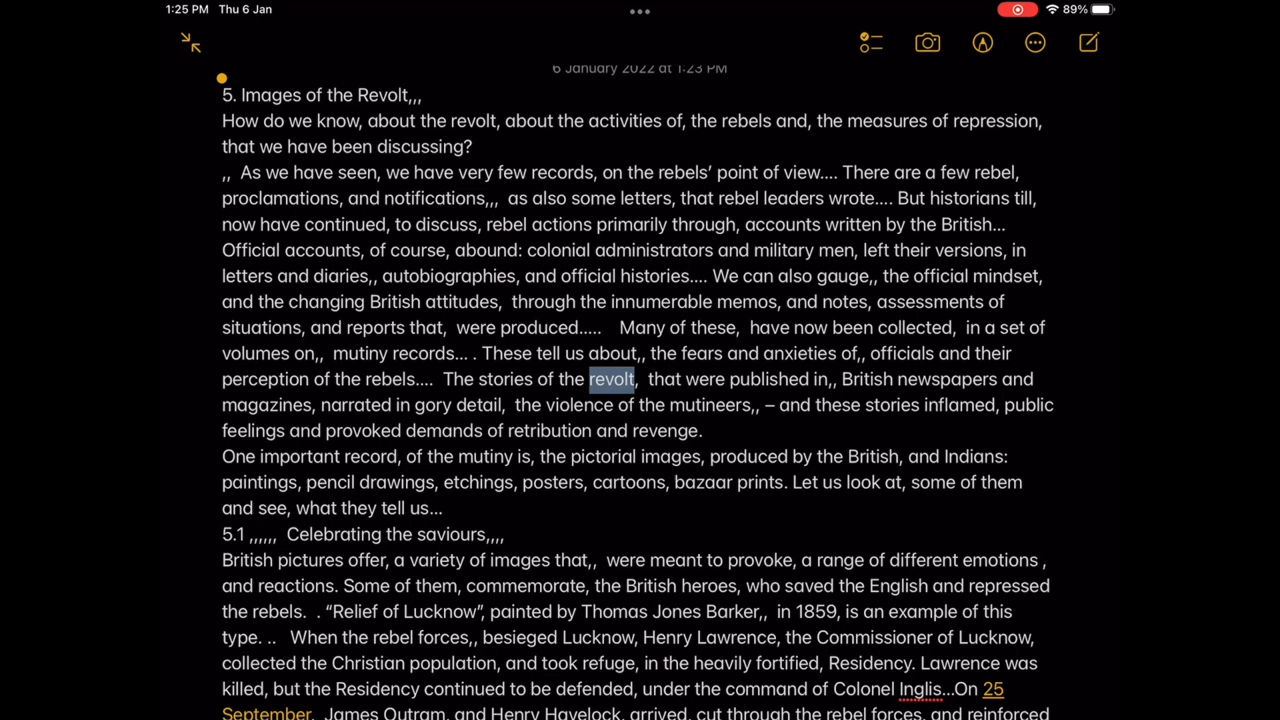 1:25 PM Thu 6 Jan
89%
6 January 2022 at 1:23 PM
5. Images of the Revolt,,,
How do we know, about the revolt, about the activities of, the rebels and, the measures of repression,
that we have been discussing?
,,  As we have seen, we have very few records, on the rebels’ point of view.... There are a few rebel,
proclamations, and notifications,,,  as also some letters, that rebel leaders wrote.... But historians till,
now have continued, to discuss, rebel actions primarily through, accounts written by the British...
Official accounts, of course, abound: colonial administrators and military men, left their versions, in
letters and diaries,, autobiographies, and official histories.... We can also gauge,, the official mindset,
and the changing British attitudes,  through the innumerable memos, and notes, assessments of
situations, and reports that,  were produced.....   Many of these,  have now been collected,  in a set of
volumes on,,  mutiny records... . These tell us about,, the fears and anxieties of,, officials and their
perception of the rebels....  The stories of the revolt,  that were published in,, British newspapers and
magazines, narrated in gory detail,  the violence of the mutineers,, – and these stories inflamed, public
feelings and provoked demands of retribution and revenge.
One important record, of the mutiny is, the pictorial images, produced by the British, and Indians:
paintings, pencil drawings, etchings, posters, cartoons, bazaar prints. Let us look at, some of them
and see, what they tell us...
5.1 ,,,,,,  Celebrating the saviours,,,,
British pictures offer, a variety of images that,,  were meant to provoke, a range of different emotions ,
and reactions. Some of them, commemorate, the British heroes, who saved the English and repressed
the rebels.  . “Relief of Lucknow”, painted by Thomas Jones Barker,,  in 1859, is an example of this
type. ..   When the rebel forces,, besieged Lucknow, Henry Lawrence, the Commissioner of Lucknow,
collected the Christian population, and took refuge, in the heavily fortified, Residency. Lawrence was
killed, but the Residency continued to be defended, under the command of Colonel Inglis...On 25
September,  James Outram, and Henry Havelock, arrived, cut through the rebel forces, and reinforced